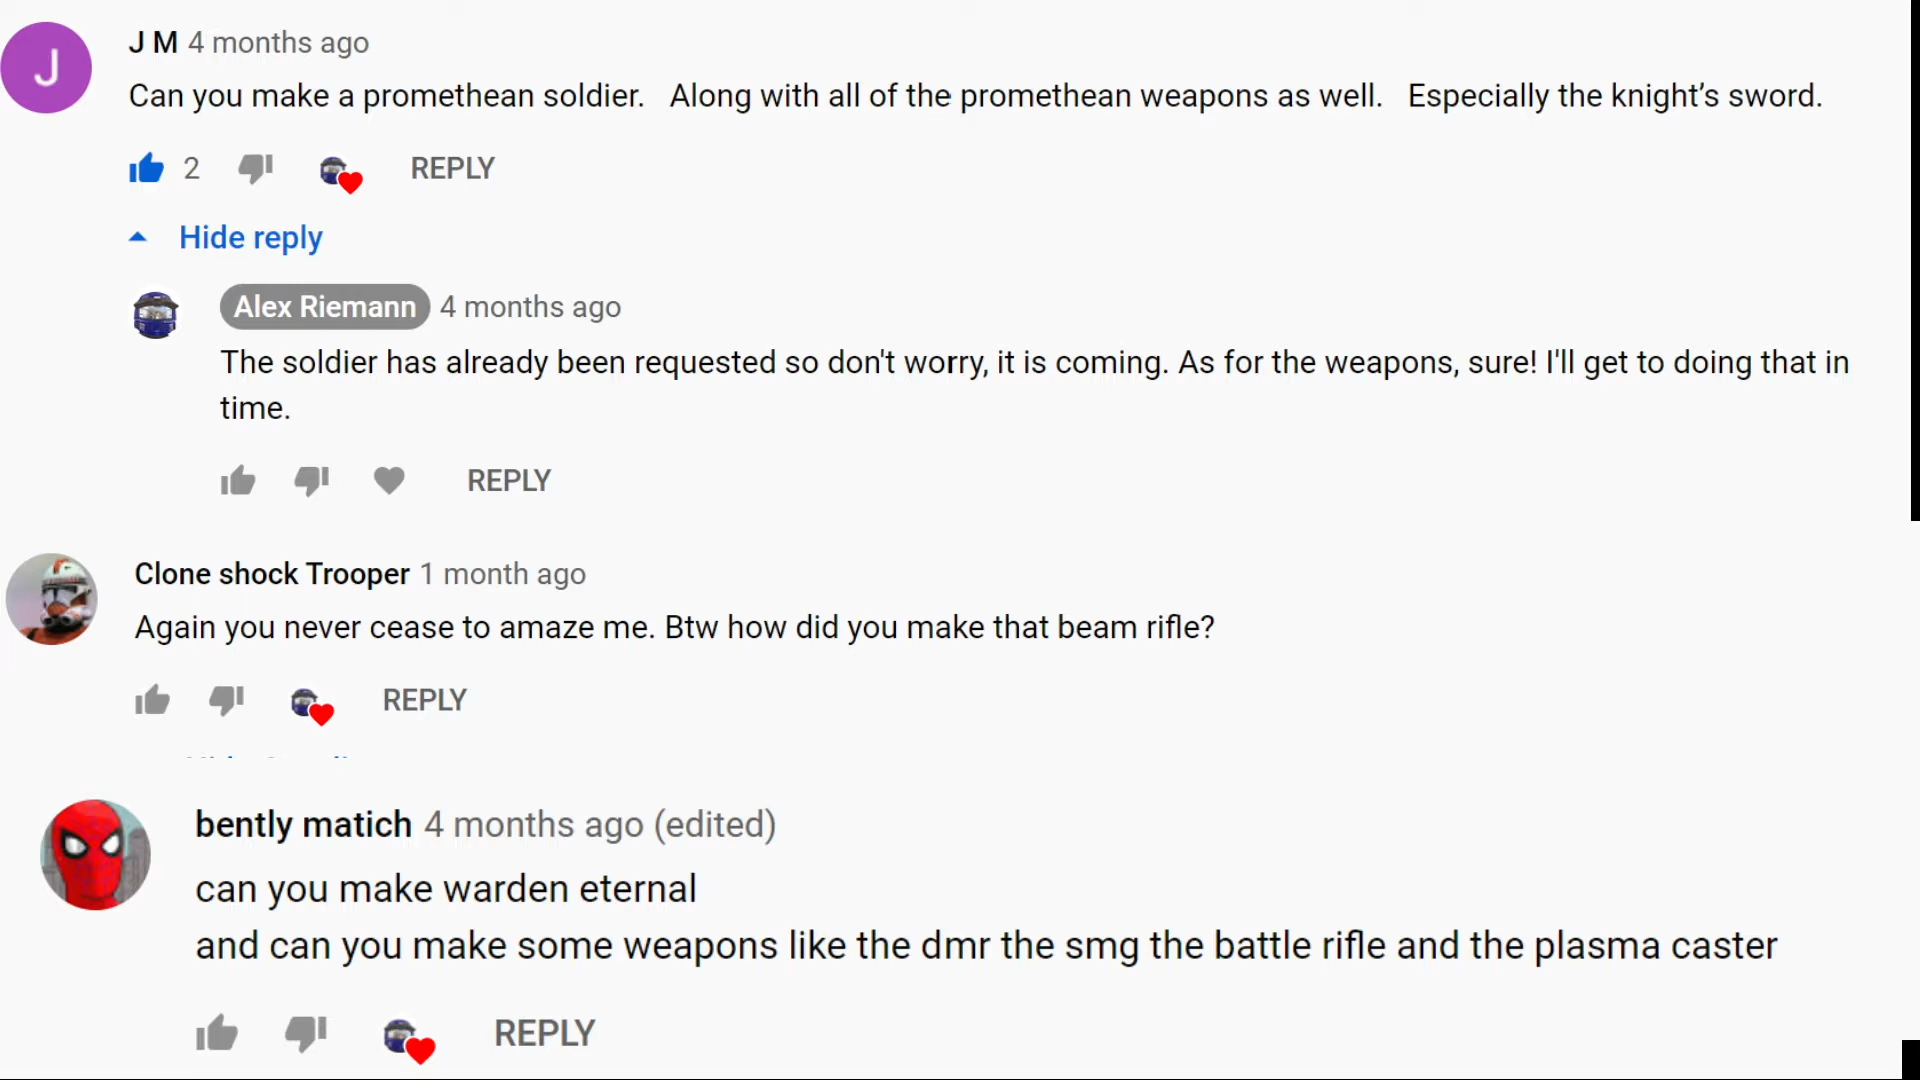 J
J M 4 months ago
Can you make a promethean soldier.   Along with all of the promethean weapons as well.   Especially the knight’s sword.
2 REPLY
Hide reply
Alex Riemann 4 months ago
The soldier has already been requested so don't worry, it is coming. As for the weapons, sure! I'll get to doing that in
time.
REPLY
Clone shock Trooper 1 month ago
Again you never cease to amaze me. Btw how did you make that beam rifle?
REPLY
bently matich 4 months ago (edited)
can you make warden eternal
and can you make some weapons like the dmr the smg the battle rifle and the plasma caster
REPLY